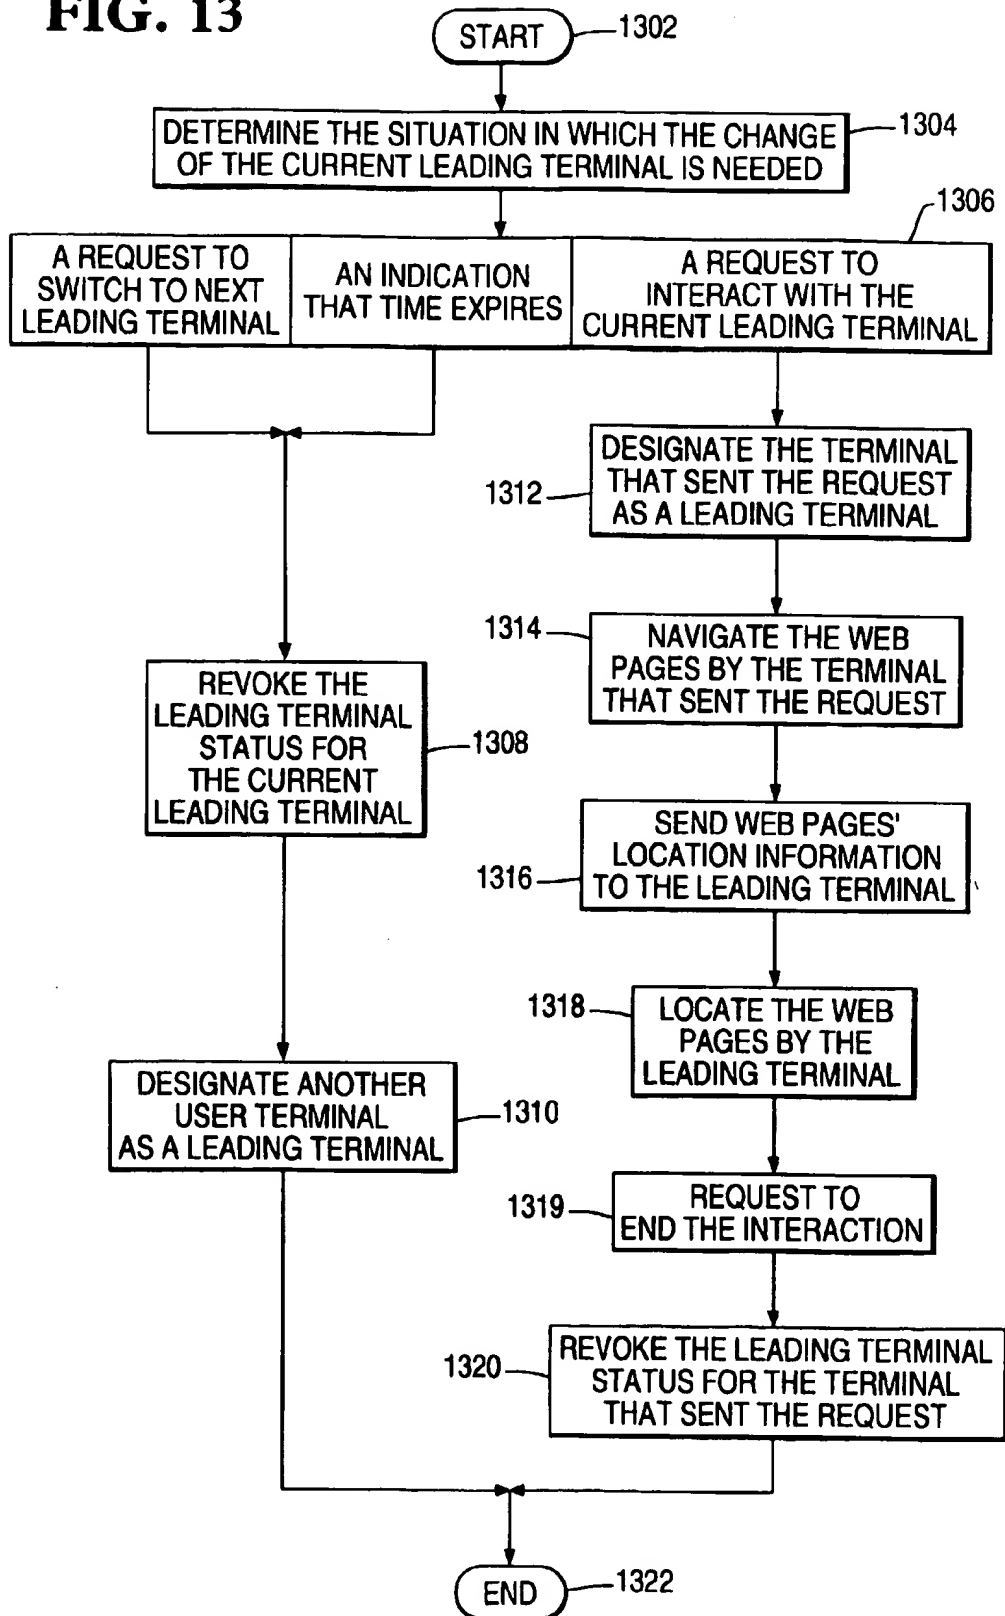 FIG. 13
START
1302
DETERMINE THE SITUATION IN WHICH THE CHANGE
OF THE CURRENT LEADING TERMINAL IS NEEDED
1304
1306
A REQUEST TO
SWITCH TO NEXT
LEADING TERMINAL
AN INDICATION
THAT TIME EXPIRES
A REQUEST TO
INTERACT WITH THE
CURRENT LEADING TERMINAL
DESIGNATE THE TERMINAL
THAT SENT THE REQUEST
AS A LEADING TERMINAL
1312
1314
NAVIGATE THE WEB
PAGES BY THE TERMINAL
THAT SENT THE REQUEST
REVOKE THE
LEADING TERMINAL
STATUS FOR
THE CURRENT
LEADING TERMINAL
1308
SEND WEB PAGES'
LOCATION INFORMATION
TO THE LEADING TERMINAL
1316
1318
LOCATE THE WEB
PAGES BY THE
LEADING TERMINAL
DESIGNATE ANOTHER
USER TERMINAL
AS A LEADING TERMINAL
1310
1319
REQUEST TO
END THE INTERACTION
1320
REVOKE THE LEADING TERMINAL
STATUS FOR THE TERMINAL
THAT SENT THE REQUEST
END
1322